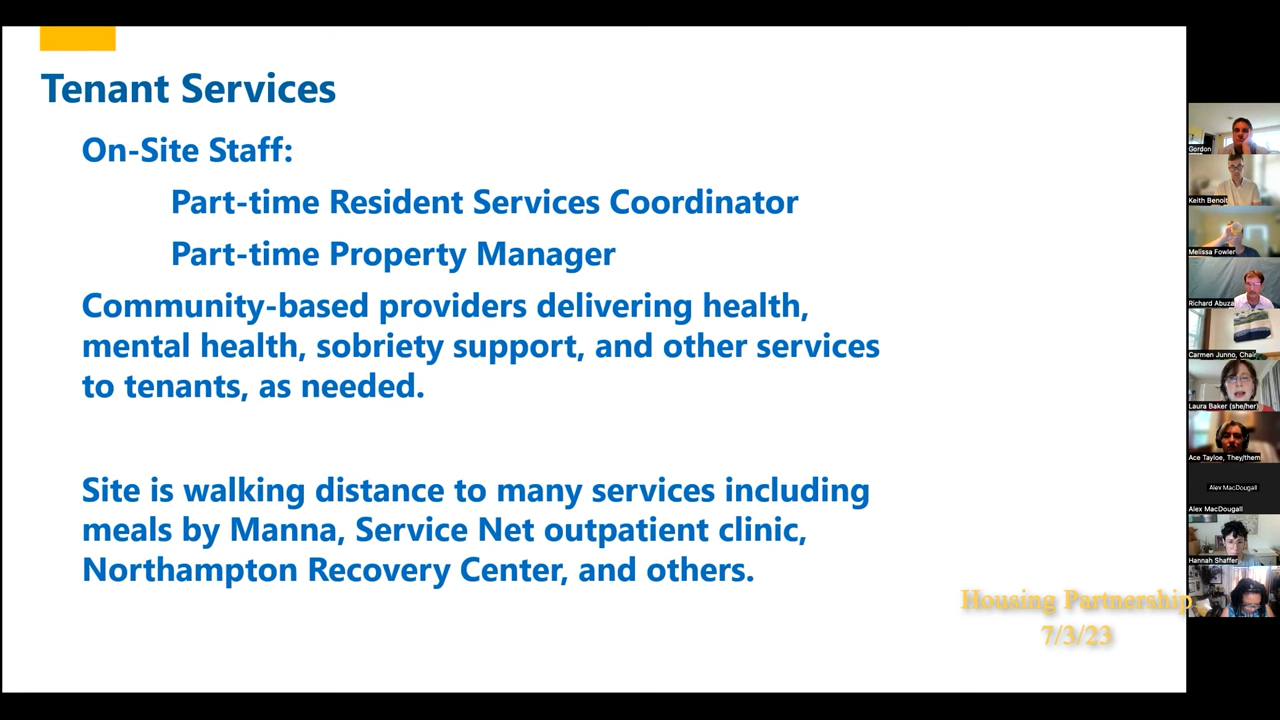 Tenant Services
On-Site Staff:
Part-time Resident Services Coordinator
Part-time Property Manager
Community-based providers delivering health,
mental health, sobriety support, and other services
to tenants, as needed.
Site is walking distance to many services including
meals by Manna, Service Net outpatient clinic,
Northampton Recovery Center, and others.
Housing Partnership
7/3/23
Gordon
Keith Benoit
Melissa Fowler
Richard Abuza
Carmen Junno, Chair
Laura Baker (she/her)
Ace Tayloe, They/them
Alex MacDougall
Alex MacDougall
Hannah Shaffer